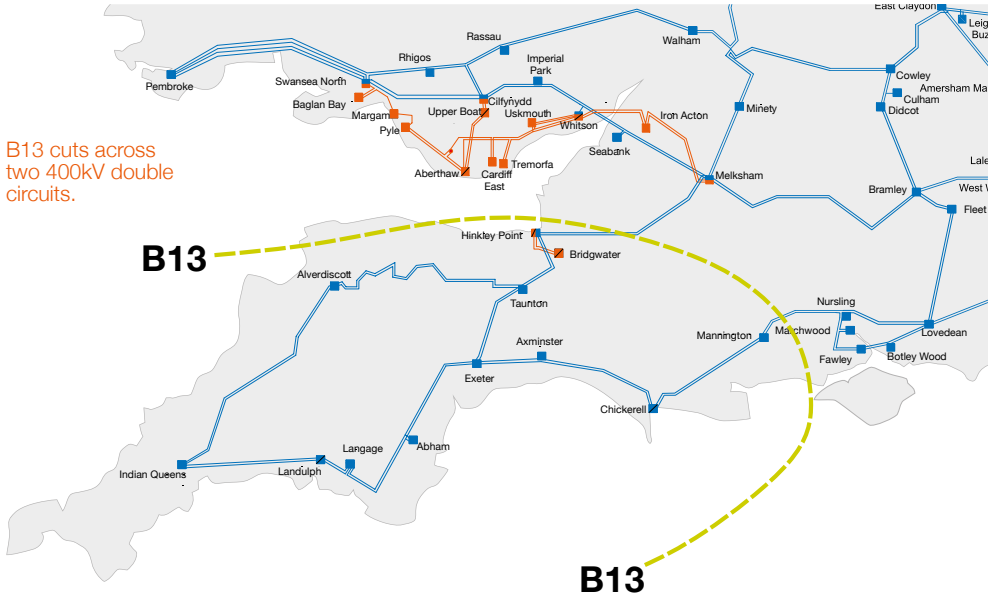 East Claydon
Leig
Buz
Rassau
Walham
Rhigos
Imperial
Park
Swansea North
Cowley
Pembroke
Baglan Bay
Cilfynydd
Culham
Amersham Ma
Margam
Upper Boat
Uskmouth
Didcot
Minety
Iron Acton
Pyle
Whitson
B13 cuts across
two 400kV double
circuits.
Seabank
Tremorfa
Lale
Aberthaw
Cardiff
East
Melksham
Bramley
West W
Fleet
Hinkley Point
B13
Bridgwater
Alverdiscott
Taunton
Nursling
Mannington
Marchwood
Lovedean
Axminster
Fawley
Botley Wood
Exeter
Chickerell
Abham
Langage
Indian Queens
Landulph
B13